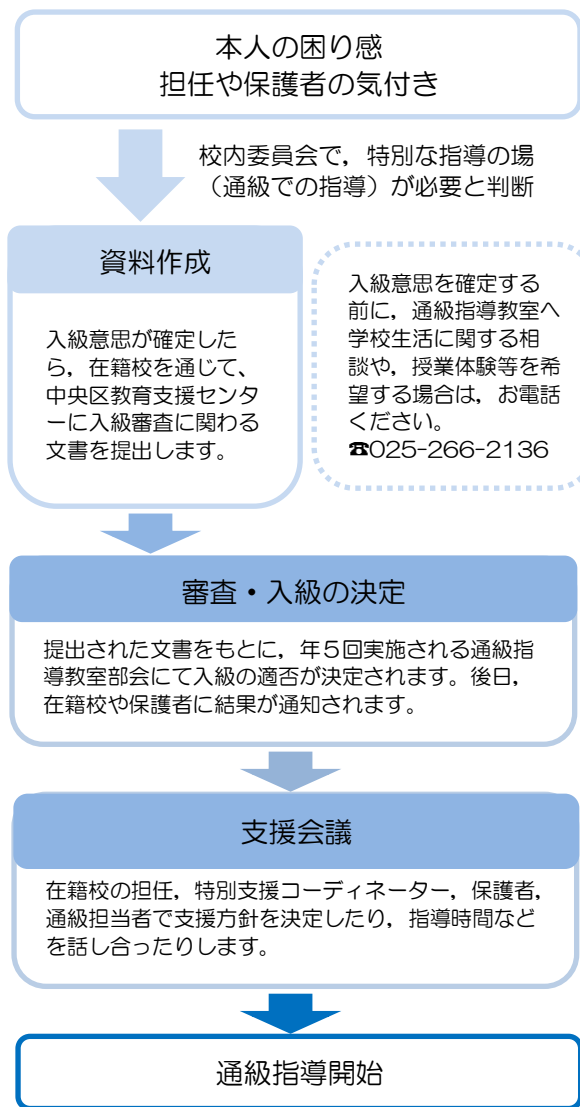 本人の困り感
担任や保護者の気付き
校内委員会で，特別な指導の場
（通級での指導）が必要と判断
資料作成
入級意思が確定した
ら，在籍校を通じて、
中央区教育支援センタ
ーに入級審査に関わる
文書を提出します。
入級意思を確定する
前に，通級指導教室へ
学校生活に関する相
談や，授業体験等を希
望する場合は，お電話
ください。
☎025-266-2136
審査・入級の決定
提出された文書をもとに，年５回実施される通級指
導教室部会にて入級の適否が決定されます。後日，
在籍校や保護者に結果が通知されます。
支援会議
在籍校の担任，特別支援コーディネーター，保護者，
通級担当者で支援方針を決定したり，指導時間など
を話し合ったりします。
通級指導開始